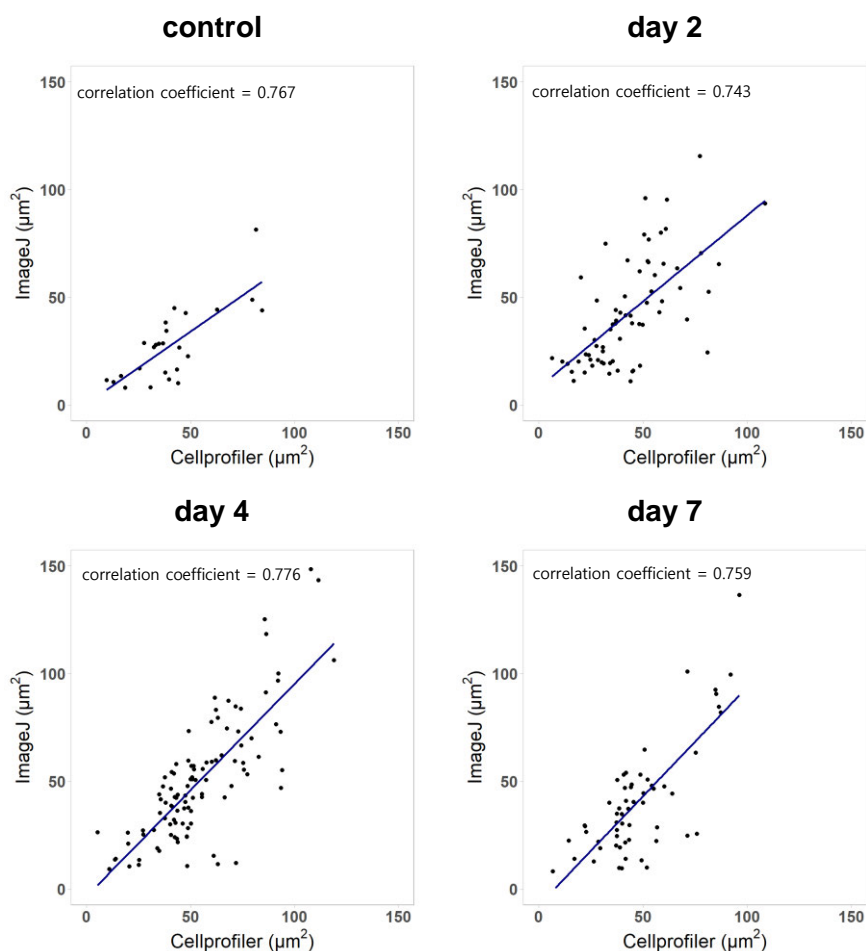 control
correlation coefficient = 0.767
150
100
50
0
ImageJ (µm²)
0 50 100 150
Cellprofiler (µm²)
day 2
correlation coefficient = 0.743
150
100
50
0
ImageJ (µm²)
0 50 100 150
Cellprofiler (µm²)
day 4
correlation coefficient = 0.776
150
100
50
0
ImageJ (µm²)
0 50 100 150
Cellprofiler (µm²)
day 7
correlation coefficient = 0.759
150
100
50
0
ImageJ (µm²)
0 50 100 150
Cellprofiler (µm²)